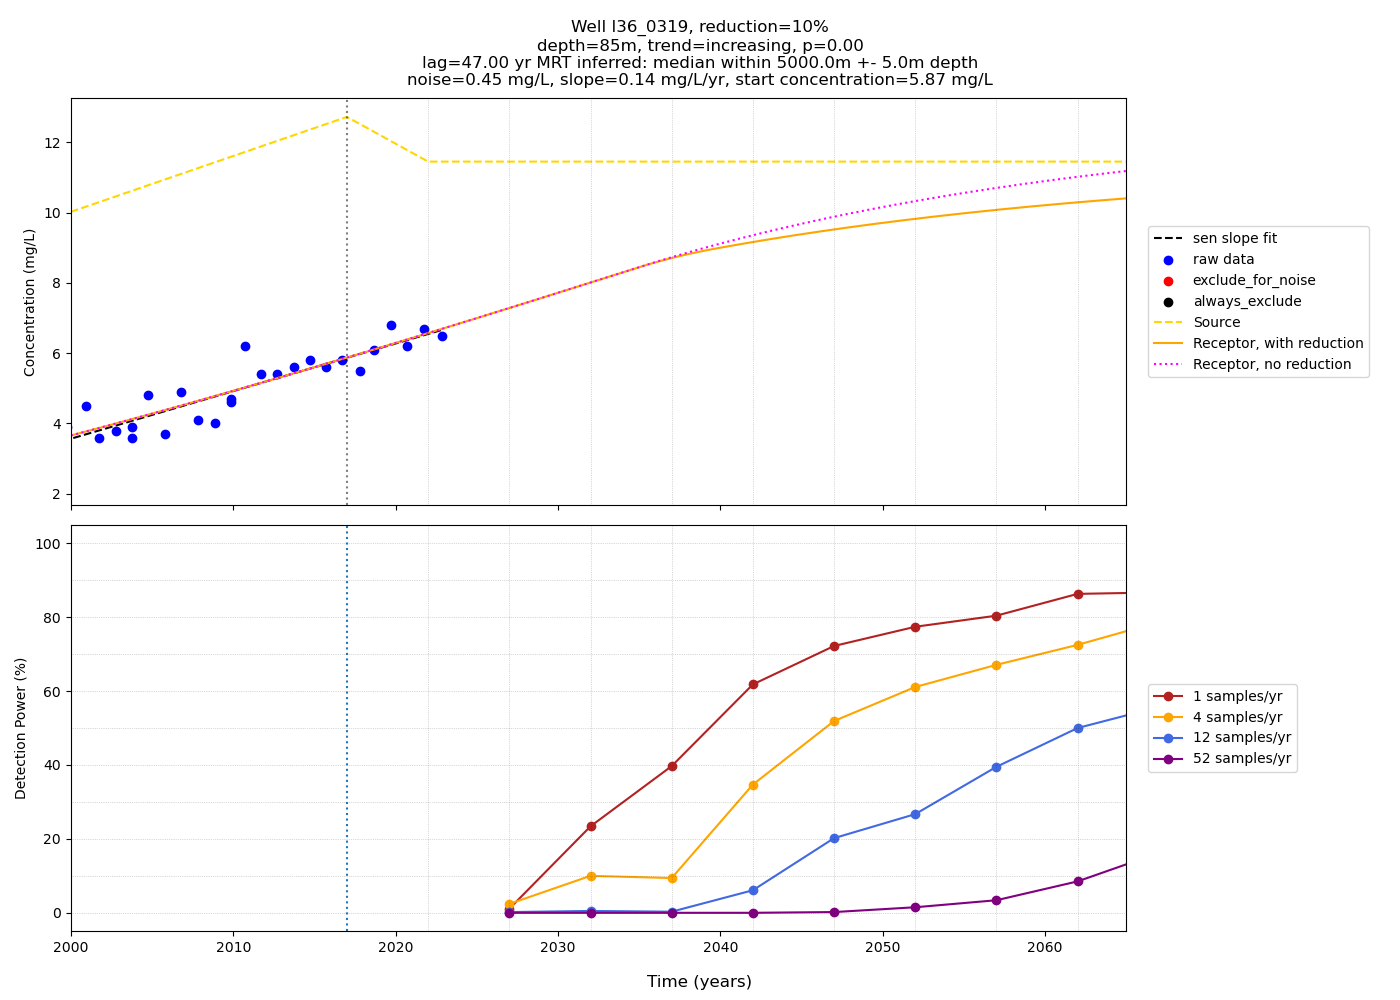 Well l36_0319, reduction=10%
depth=85m, trend=increasing, p=0.00
lag=47.00 yr MRT inferred: median within 5000.0m +- 5.0m depth
noise=0.45 mg/L, slope=0.14 mg/L/yr, start concentration=5.87 mg/L
Concentration (mg/L)
12
10
8
6
4
2
sen slope fit
raw data
exclude_for_noise
always_exclude
Source
Receptor, with reduction
Receptor, no reduction
Detection Power (%)
100
80
60
40
20
0
1 samples/yr
4 samples/yr
12 samples/yr
52 samples/yr
2000 2010 2020 2030 2040 2050 2060
Time (years)